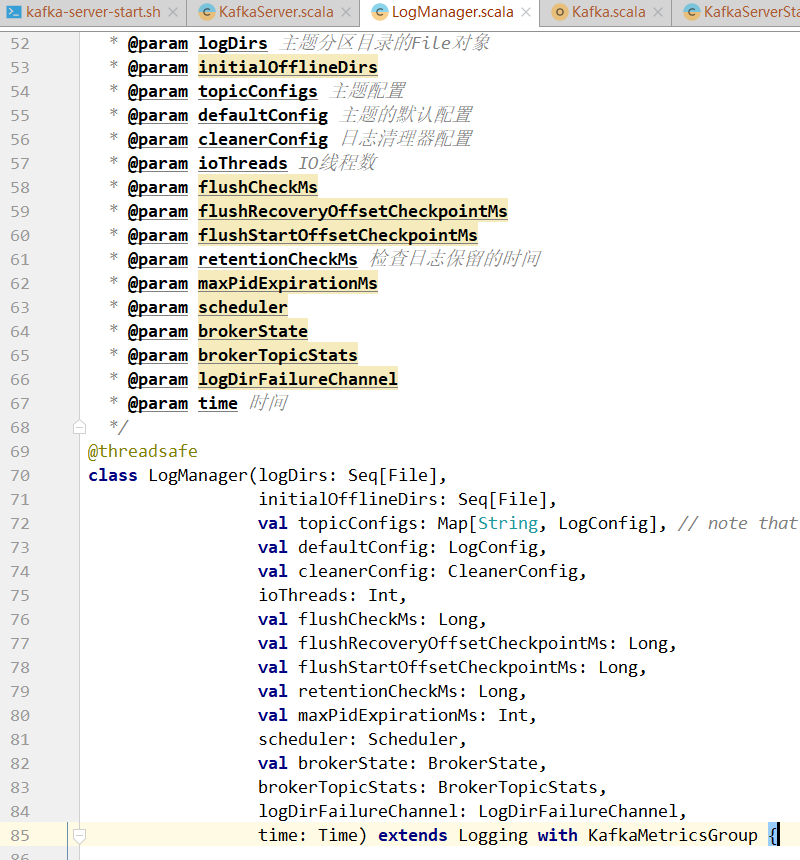 kafka-server-start.sh KafkaServer.scala LogManager.scala Kafka.scala KafkaServerSta
52 * @param logDirs 主题分区目录的File对象
53 * @param initialOfflineDirs
54 * @param topicConfigs 主题配置
55 * @param defaultConfig 主题的默认配置
56 * @param cleanerConfig 日志清理器配置
57 * @param ioThreads IO线程数
58 * @param flushCheckMs
59 * @param flushRecoveryOffsetCheckpointMs
60 * @param flushStartOffsetCheckpointMs
61 * @param retentionCheckMs 检查日志保留的时间
62 * @param maxPidExpirationMs
63 * @param scheduler
64 * @param brokerState
65 * @param brokerTopicStats
66 * @param logDirFailureChannel
67 * @param time 时间
68 */
69 @threadsafe
70 class LogManager(logDirs: Seq[File],
71 initialOfflineDirs: Seq[File],
72 val topicConfigs: Map[String, LogConfig], // note that
73 val defaultConfig: LogConfig,
74 val cleanerConfig: CleanerConfig,
75 ioThreads: Int,
76 val flushCheckMs: Long,
77 val flushRecoveryOffsetCheckpointMs: Long,
78 val flushStartOffsetCheckpointMs: Long,
79 val retentionCheckMs: Long,
80 val maxPidExpirationMs: Int,
81 scheduler: Scheduler,
82 val brokerState: BrokerState,
83 brokerTopicStats: BrokerTopicStats,
84 logDirFailureChannel: LogDirFailureChannel,
85 time: Time) extends Logging with KafkaMetricsGroup {
86